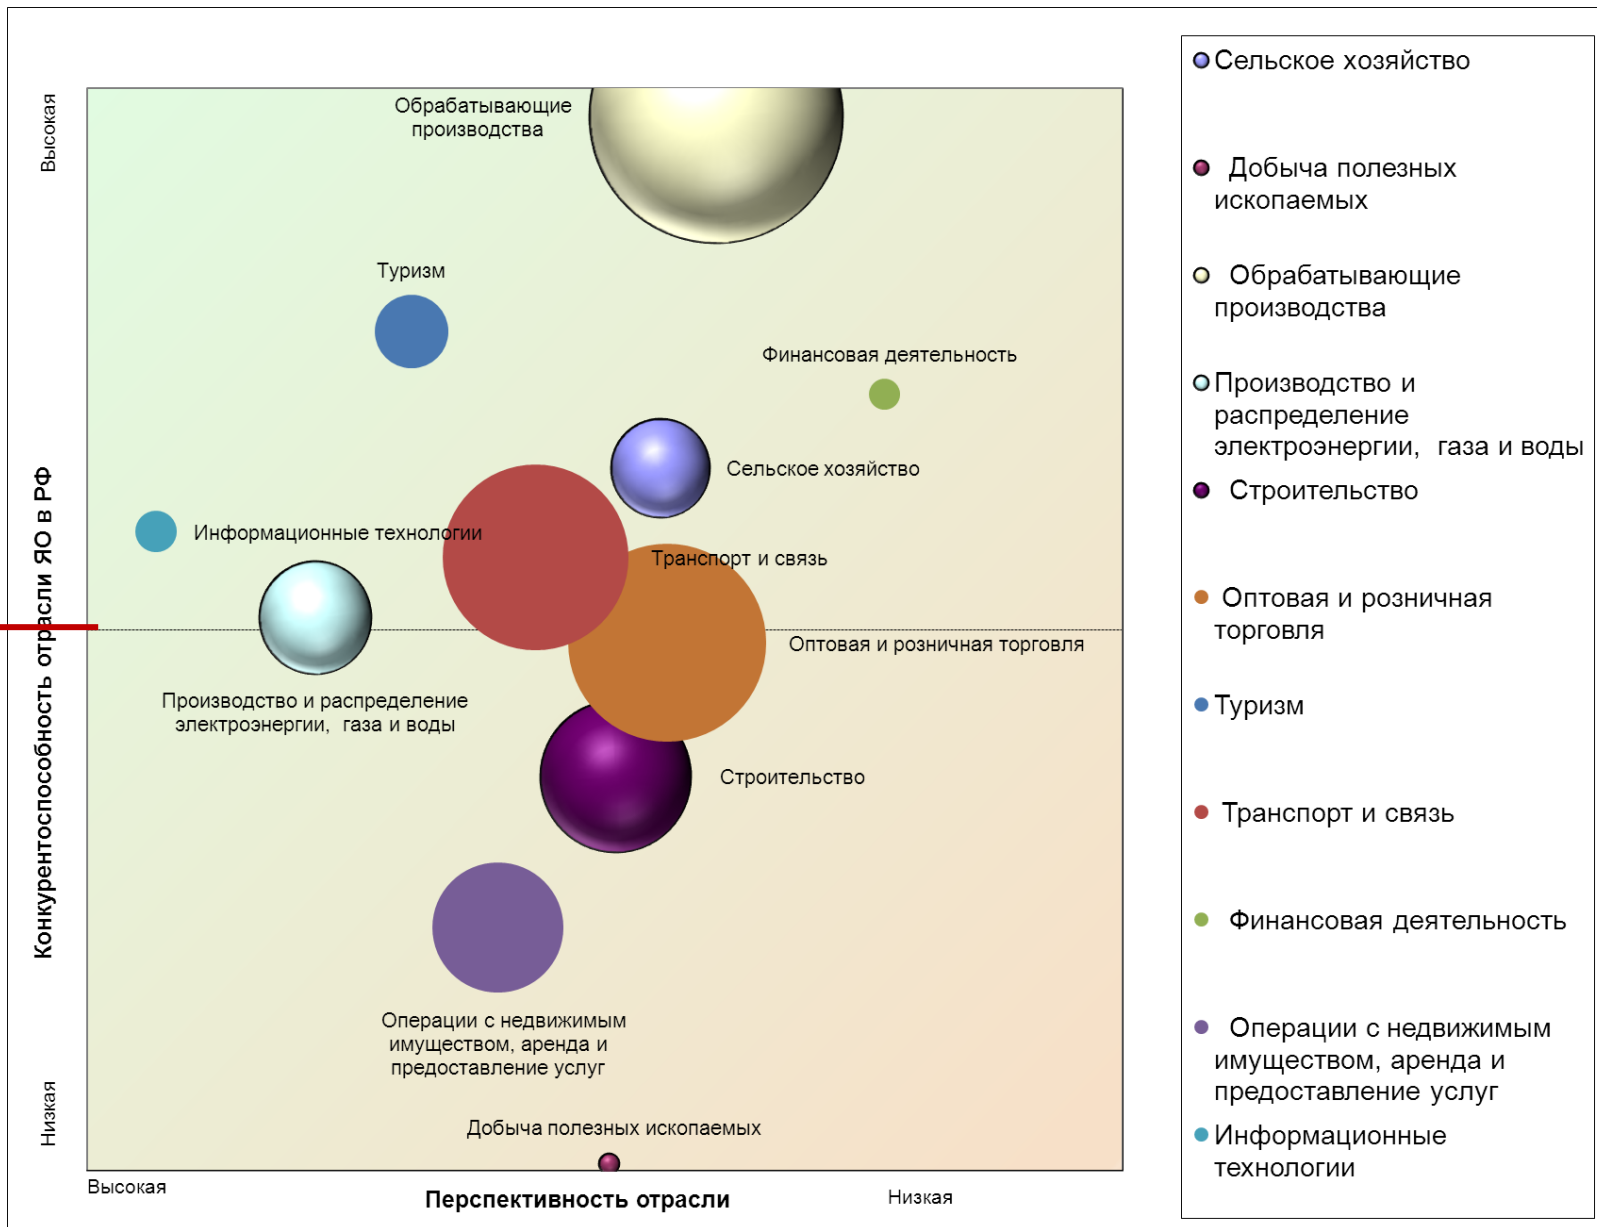 Высокая
Конкурентоспособность отрасли ЯО в РФ
Низкая
Обрабатывающие
производства
Туризм
Финансовая деятельность
Сельское хозяйство
Информационные технологии
Транспорт и связь
Оптовая и розничная торговля
Производство и распределение
электроэнергии, газа и воды
Строительство
Операции с недвижимым
имуществом, аренда и
предоставление услуг
Добыча полезных ископаемых
Высокая
Перспективность отрасли
Низкая
Сельское хозяйство
Добыча полезных
ископаемых
Обрабатывающие
производства
Производство и
распределение
электроэнергии, газа и воды
Строительство
Оптовая и розничная
торговля
Туризм
Транспорт и связь
Финансовая деятельность
Операции с недвижимым
имуществом, аренда и
предоставление услуг
Информационные
технологии